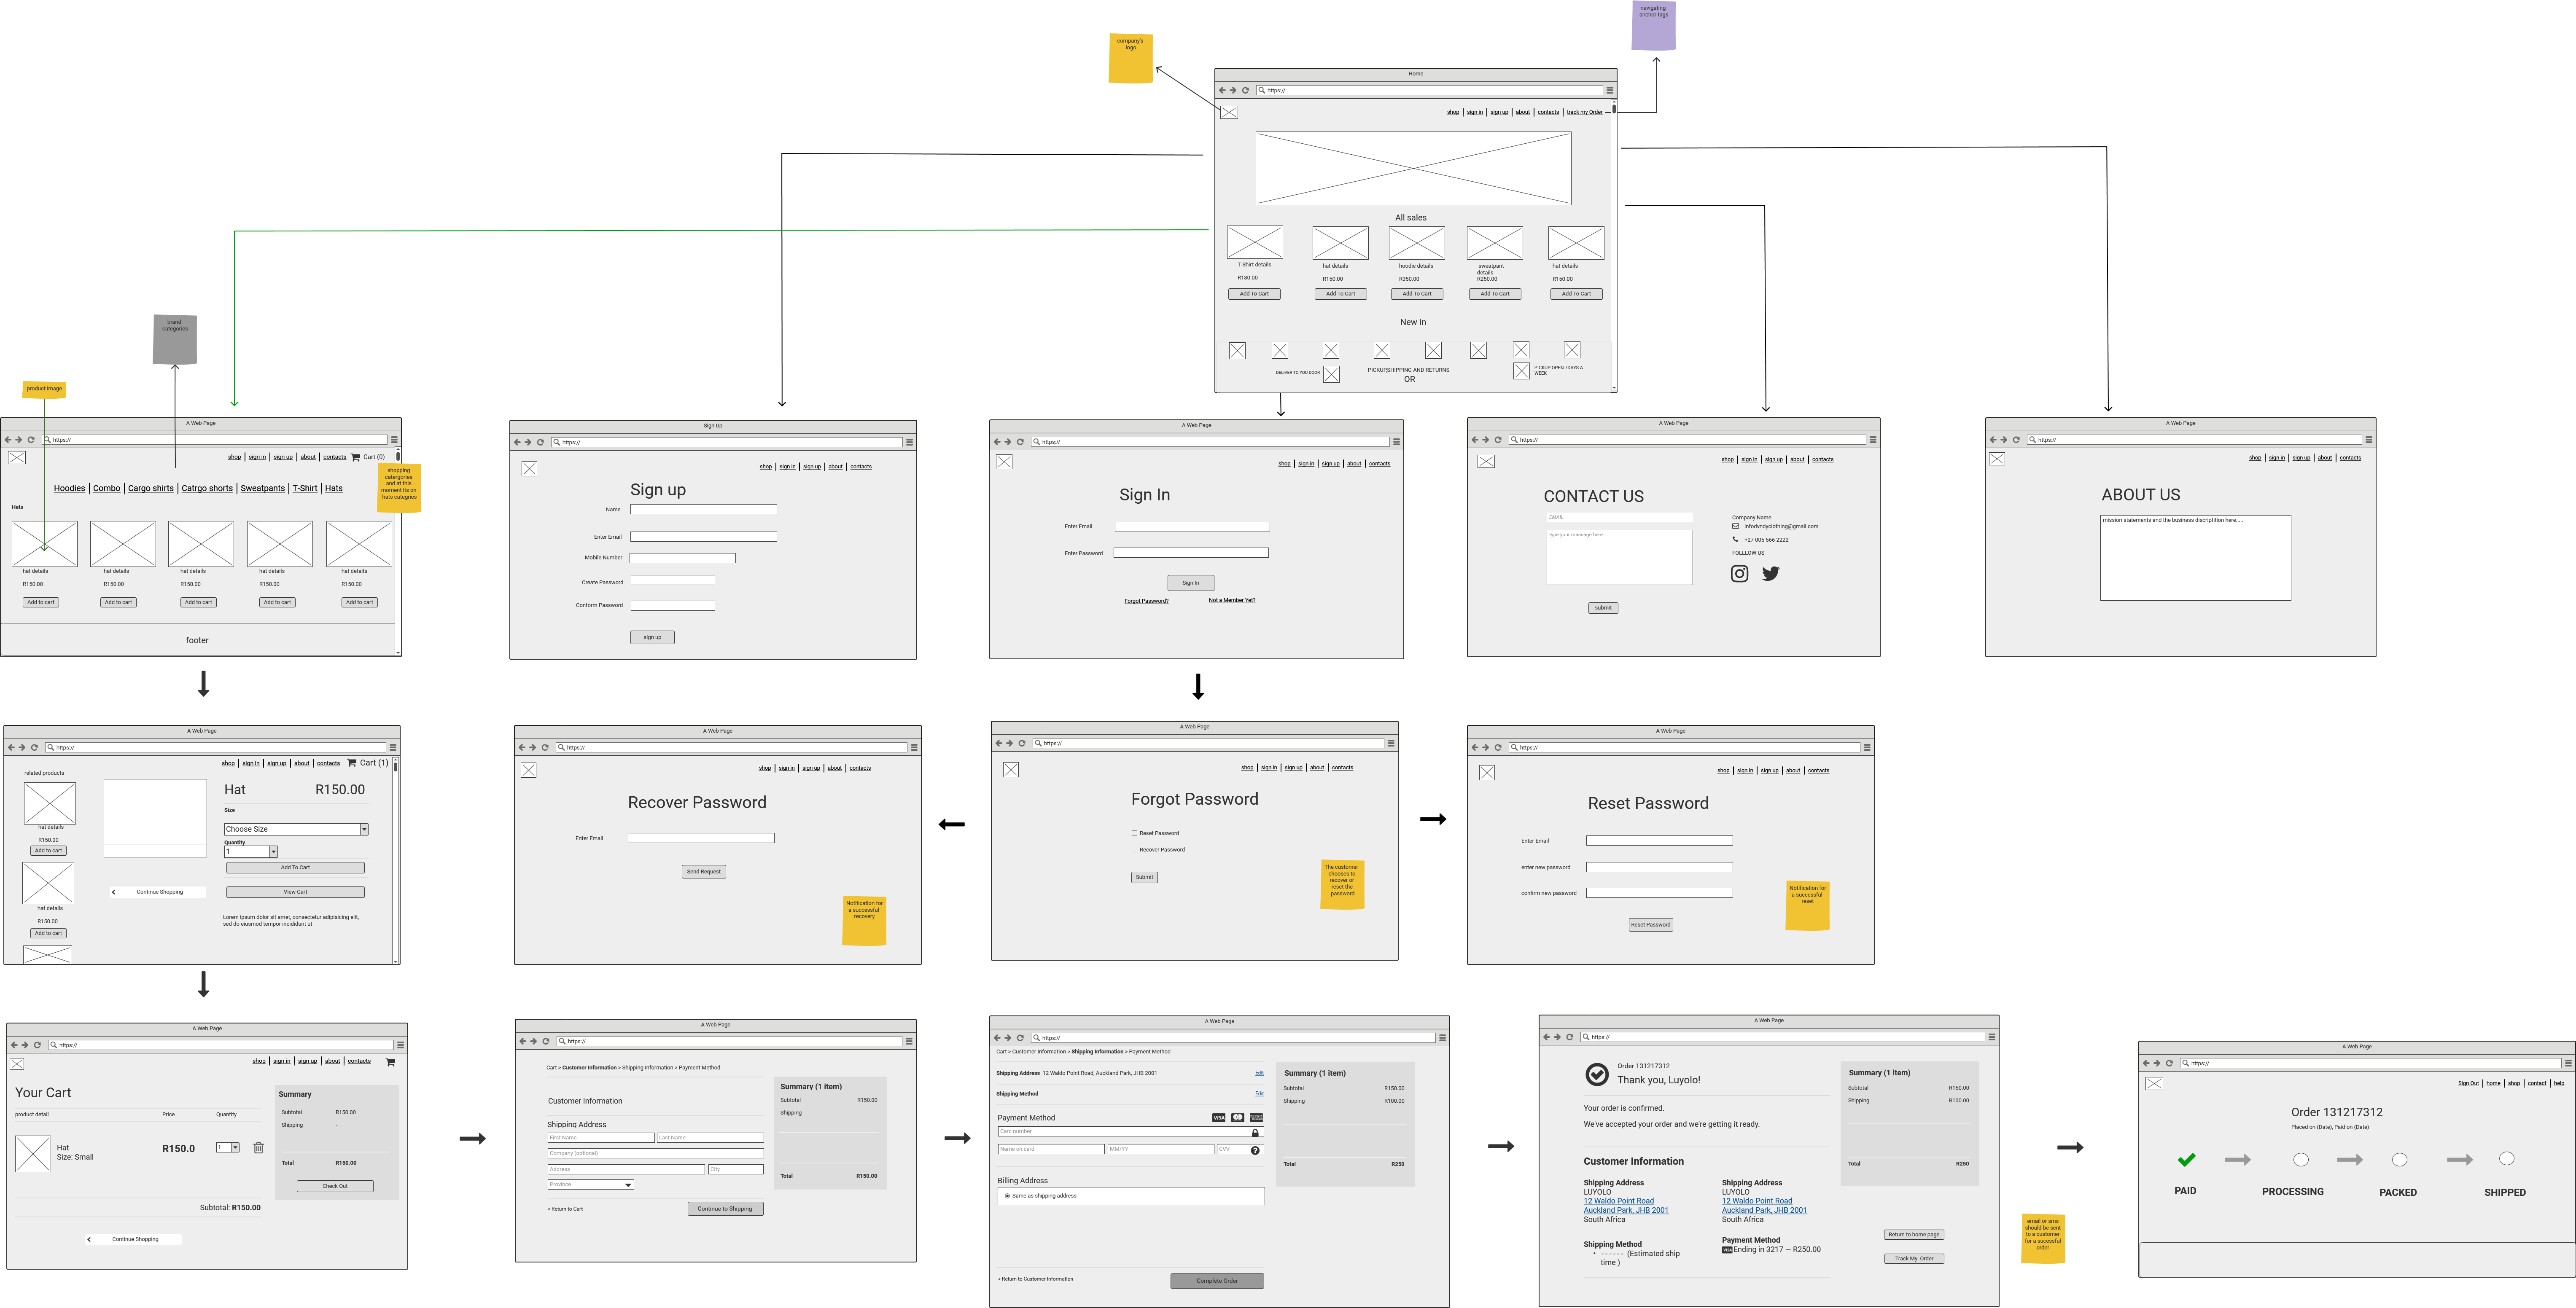 navigating
anchor tags
company's
logo
Home
https://
shop | sign in | sign up | about | contacts | track my Order
All sales
T-Shirt details
R180.00
Add To Cart
hat details
R150.00
Add To Cart
hoodie details
R350.00
Add To Cart
sweatpant
details
R250.00
Add To Cart
hat details
R150.00
Add To Cart
New In
DELIVER TO YOU DOOR
PICKUP,SHIPPING AND RETURNS
OR
PICKUP OPEN 7DAYS A
WEEK
brand
categories
product image
A Web Page
https://
shop | sign in | sign up | about | contacts Cart (0)
shopping
catergories
and at this
moment its on
hats categries
Hoodies | Combo | Cargo shirts | Catrgo shorts | Sweatpants | T-Shirt | Hats
Hats
hat details
R150.00
Add to cart
hat details
R150.00
Add to cart
hat details
R150.00
Add to cart
hat details
R150.00
Add to cart
hat details
R150.00
Add to cart
footer
Sign Up
https://
shop | sign in | sign up | about | contacts
Sign up
Name
Enter Email
Mobile Number
Create Password
Conform Password
sign up
A Web Page
https://
shop | sign in | sign up | about | contacts
Sign In
Enter Email
Enter Password
Sign In
Forgot Password?
Not a Member Yet?
A Web Page
https://
shop | sign in | sign up | about | contacts
CONTACT US
EMAIL
type your massage here...
submit
Company Name
infodvndyclothing@gmail.com
+27 005 566 2222
FOLLLOW US
A Web Page
https://
shop | sign in | sign up | about | contacts
ABOUT US
mission statements and the business discriptition here.....
A Web Page
https://
shop | sign in | sign up | about | contacts Cart (1)
related products
hat details
R150.00
Add to cart
hat details
R150.00
Add to cart
Continue Shopping
Hat R150.00
Size
Choose Size
Quantity
1
Add To Cart
View Cart
Lorem ipsum dolor sit amet, consectetur adipisicing elit,
sed do eiusmod tempor incididunt ut
A Web Page
https://
shop | sign in | sign up | about | contacts
Recover Password
Enter Email
Send Request
Notification for
a successful
recovery
A Web Page
https://
shop | sign in | sign up | about | contacts
Forgot Password
Reset Password
Recover Password
Submit
The customer
chooses to
recover or
reset the
password
A Web Page
https://
shop | sign in | sign up | about | contacts
Reset Password
Enter Email
enter new password
confirm new password
Reset Password
Notification for
a successful
reset
A Web Page
https://
shop | sign in | sign up | about | contacts
Your Cart
product detail Price Quantity
Hat
Size: Small
R150.0
1
Subtotal: R150.00
Continue Shopping
Summary
Subtotal R150.00
Shipping -
Total R150.00
Check Out
A Web Page
https://
Cart > Customer Information > Shipping Information > Payment Method
Customer Information
Shipping Address
First Name
Last Name
Company (optional)
Address
City
Province
< Return to Cart
Continue to Shipping
Summary (1 item)
Subtotal R150.00
Shipping -
Total R150.00
A Web Page
https://
Cart > Customer Information > Shipping Information > Payment Method
Shipping Address 12 Waldo Point Road, Auckland Park, JHB 2001 Edit
Shipping Method - - - - - - Edit
Payment Method
VISA
Card number
Name on card
MM/YY
CVV
Billing Address
Same as shipping address
< Return to Customer Information
Complete Order
Summary (1 item)
Subtotal R150.00
Shipping R100.00
Total R250
A Web Page
https://
Order 131217312
Thank you, Luyolo!
Your order is confirmed.
We've accepted your order and we're getting it ready.
Customer Information
Shipping Address
LUYOLO
12 Waldo Point Road
Auckland Park, JHB 2001
South Africa
Shipping Method
• - - - - - - (Estimated ship
time )
Shipping Address
LUYOLO
12 Waldo Point Road
Auckland Park, JHB 2001
South Africa
Payment Method
VISA Ending in 3217 — R250.00
Summary (1 item)
Subtotal R150.00
Shipping R100.00
Total R250
Return to home page
Track My Order
email or sms
should be sent
to a customer
for a sucessful
order
A Web Page
https://
Sign Out | home | shop | contact | help
Order 131217312
Placed on (Date), Paid on (Date)
PAID
PROCESSING
PACKED
SHIPPED